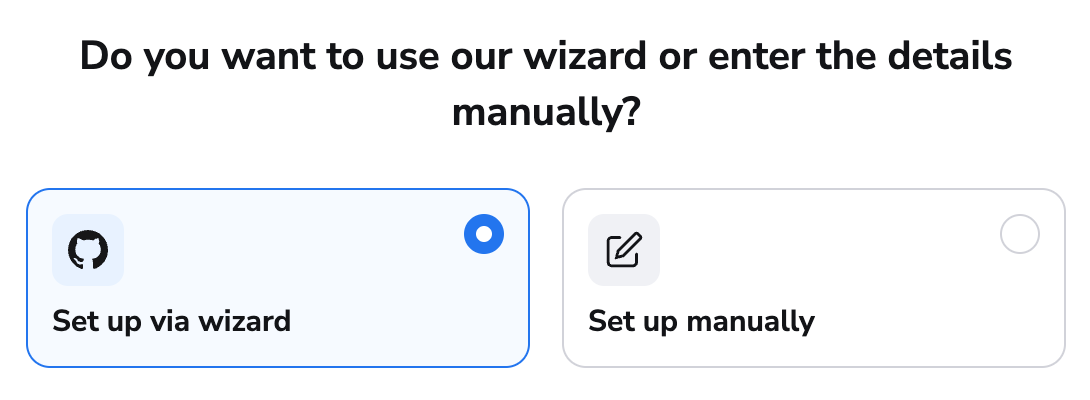 Do you want to use our wizard or enter the details
manually?
Set up via wizard
Set up manually